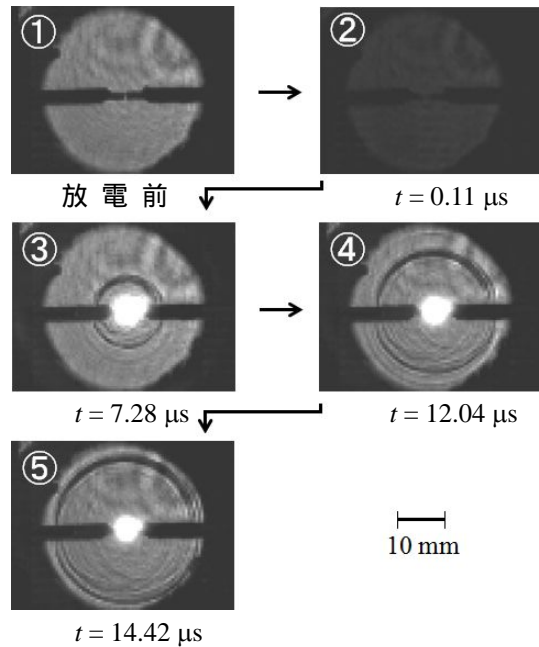 ①
②
放電前
t = 0.11 µs
③
④
t = 7.28 µs
t = 12.04 µs
⑤
10 mm
t = 14.42 µs